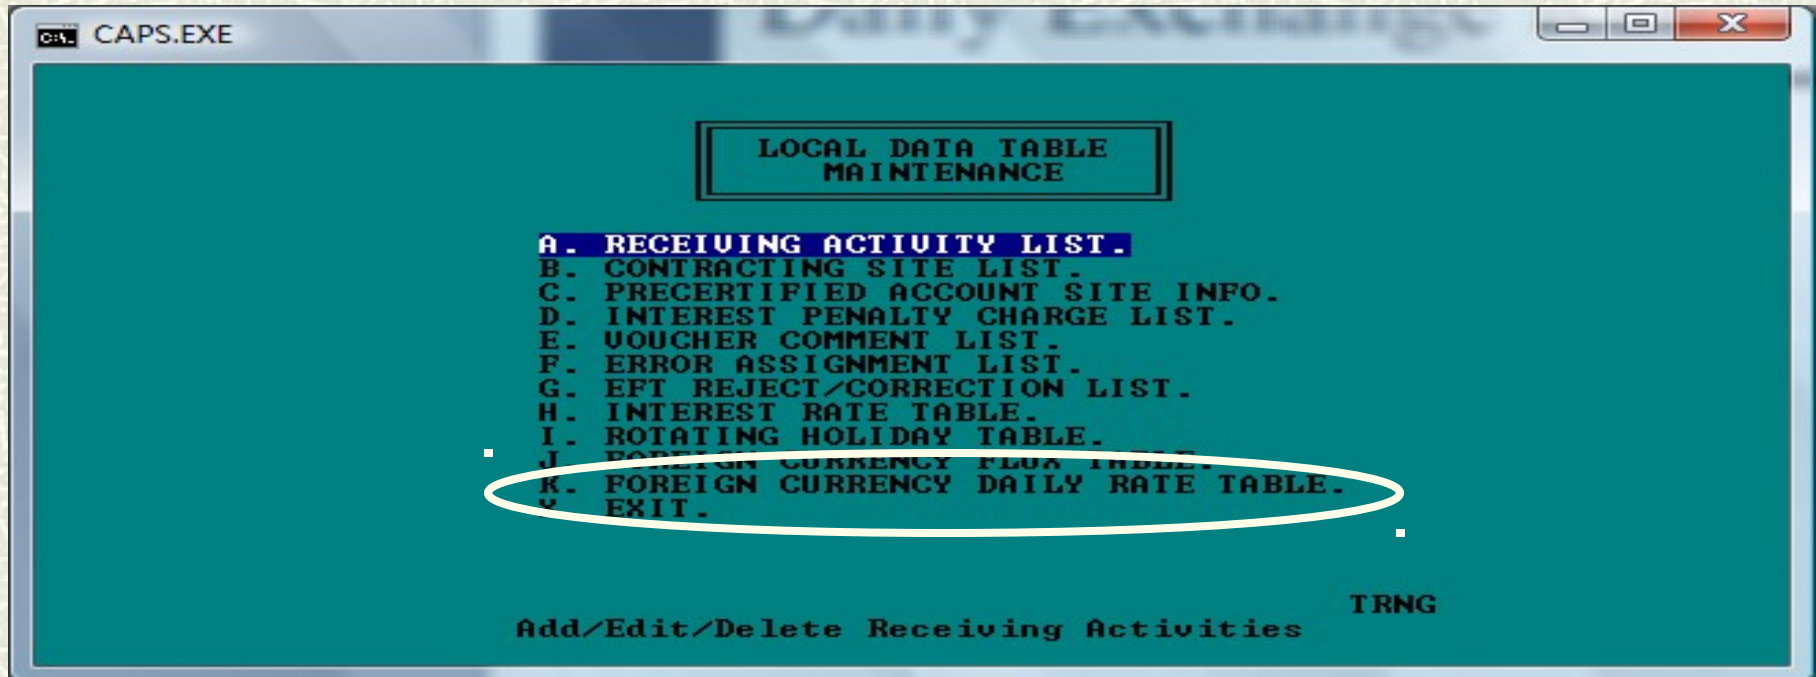 Daily Exchange
CAPS.EXE
LOCAL DATA TABLE
MAINTENANCE
A. RECEIVING ACTIVITY LIST.
B. CONTRACTING SITE LIST.
C. PRECERTIFIED ACCOUNT SITE INFO.
D. INTEREST PENALTY CHARGE LIST.
E. VOUCHER COMMENT LIST.
F. ERROR ASSIGNMENT LIST.
G. EFT REJECT/CORRECTION LIST.
H. INTEREST RATE TABLE.
I. ROTATING HOLIDAY TABLE.
J. FOREIGN CURRENCY FLUX TABLE.
K. FOREIGN CURRENCY DAILY RATE TABLE.
Y. EXIT.
TRNG
Add/Edit/Delete Receiving Activities